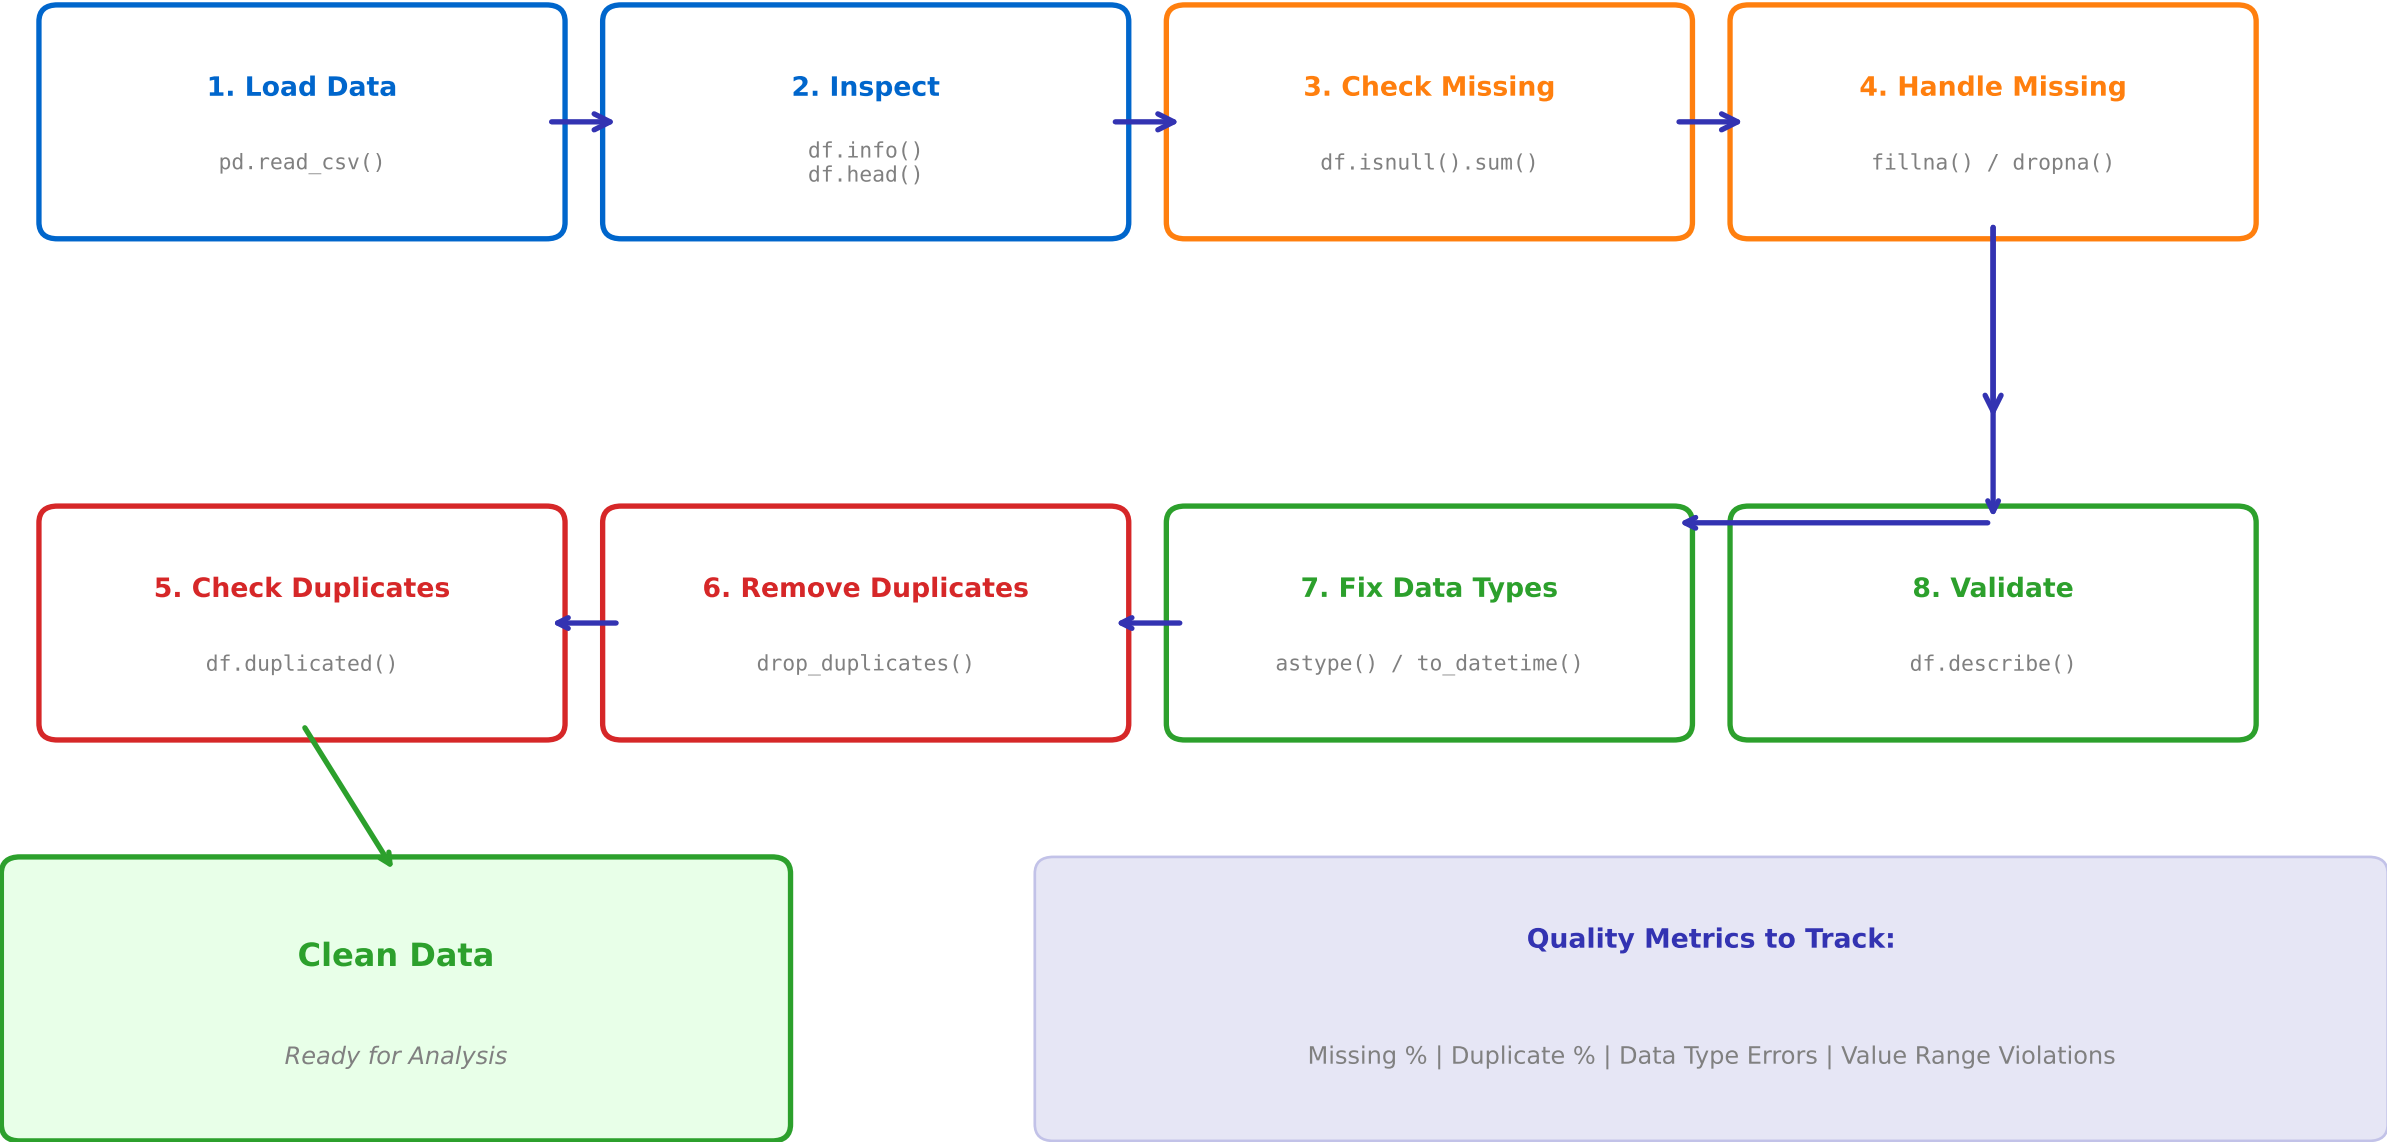 1. Load Data
pd.read_csv()
2. Inspect
df.info()
df.head()
3. Check Missing
df.isnull().sum()
4. Handle Missing
fillna() / dropna()
5. Check Duplicates
df.duplicated()
6. Remove Duplicates
drop_duplicates()
7. Fix Data Types
astype() / to_datetime()
8. Validate
df.describe()
Clean Data
Ready for Analysis
Quality Metrics to Track:
Missing % | Duplicate % | Data Type Errors | Value Range Violations